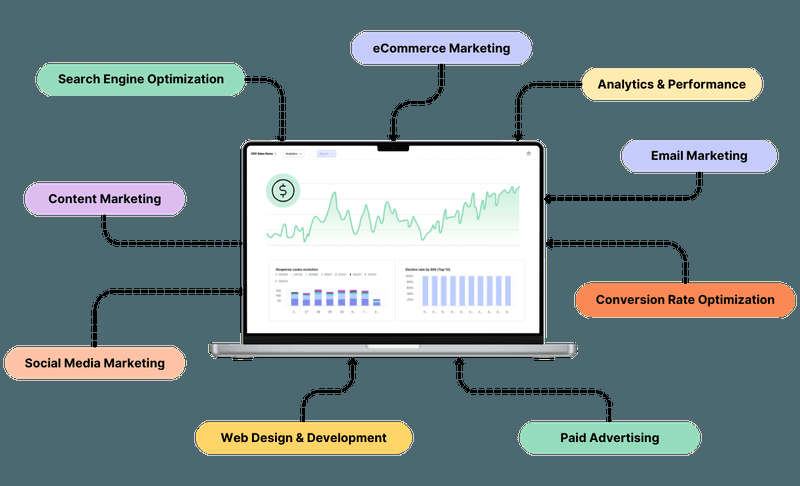 eCommerce Marketing
Search Engine Optimization
Analytics & Performance
Email Marketing
Content Marketing
$
Response codes evolution
Decline rate by BIN (Top 10)
Conversion Rate Optimization
Social Media Marketing
Web Design & Development
Paid Advertising